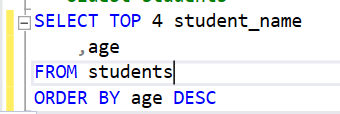 SELECT TOP 4 student_name
,age
FROM students
ORDER BY age DESC